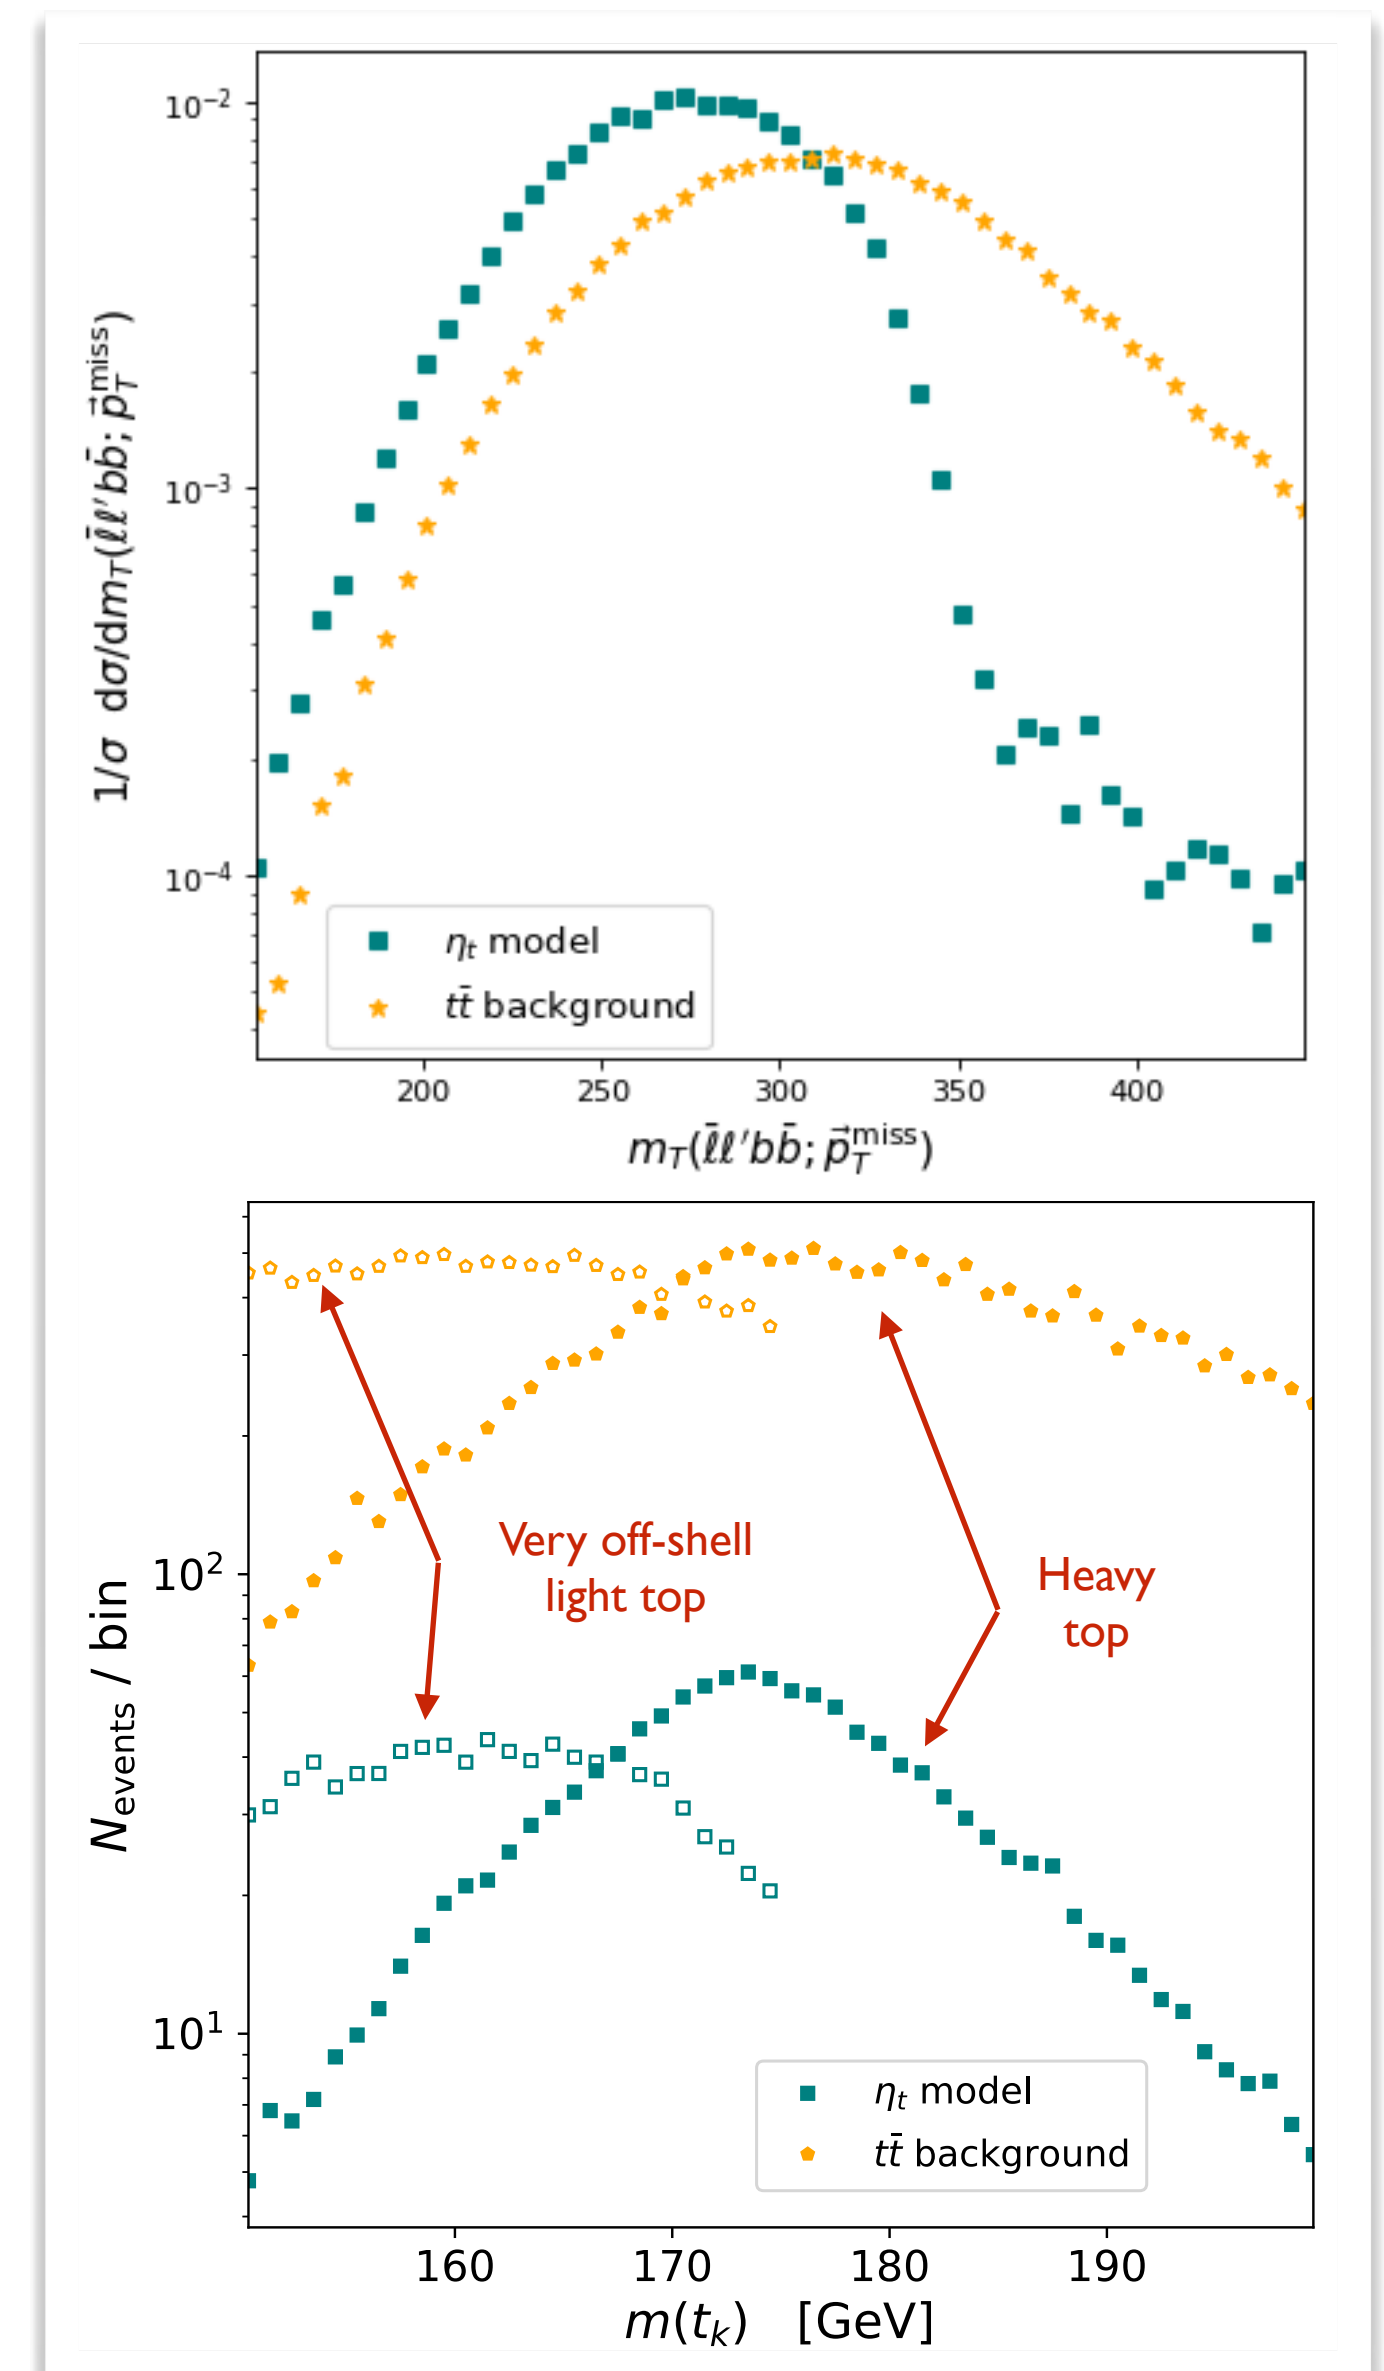 1/σ dσ/dm_T(ℓ̄ℓ′bb̄; p⃗_T^miss)
10⁻²
10⁻³
10⁻⁴
η_t model
tt̄ background
200 250 300 350 400
m_T(ℓ̄ℓ′bb̄; p⃗_T^miss)
N_events / bin
10²
10¹
Very off-shell
light top
Heavy
top
η_t model
tt̄ background
160 170 180 190
m(t_k) [GeV]